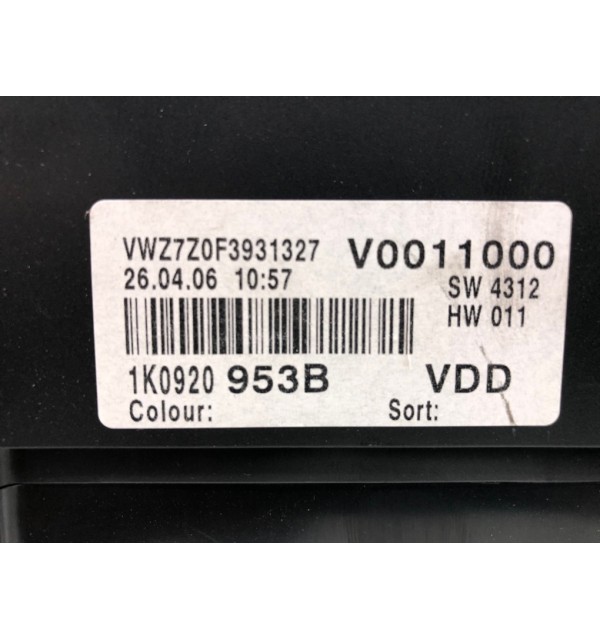 VWZ7Z0F3931327 V0011000
26.04.06 10:57 SW 4312
HW 011
1K0920 953B VDD
Colour: Sort: